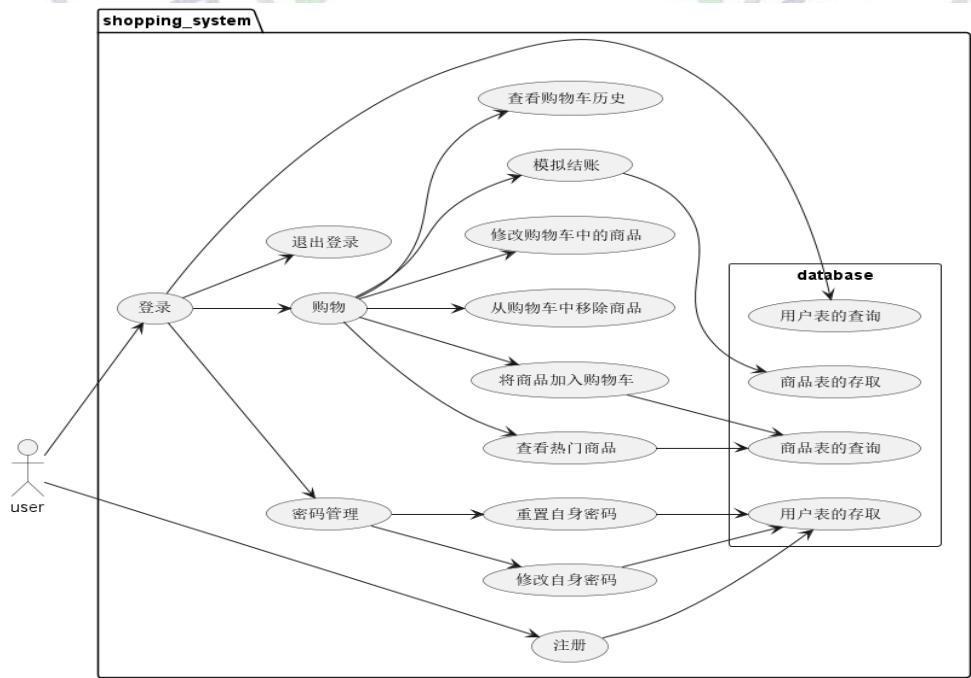 shopping_system
查看购物车历史
模拟结账
修改购物车中的商品
退出登录
database
登录
购物
从购物车中移除商品
用户表的查询
将商品加入购物车
商品表的存取
查看热门商品
商品表的查询
user
密码管理
重置自身密码
用户表的存取
修改自身密码
注册